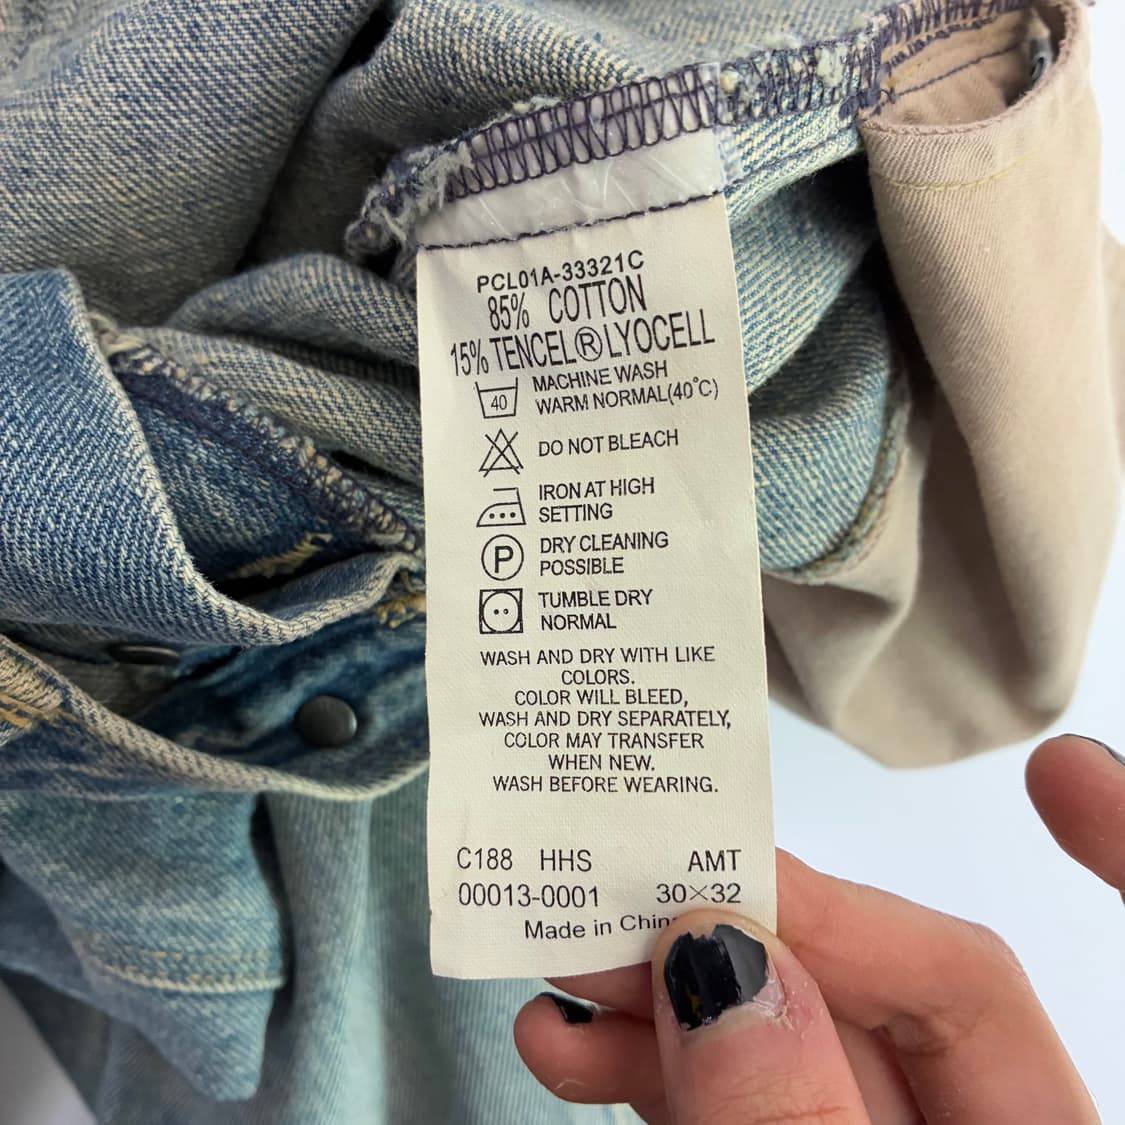 PCL01A-33321C
85% COTTON
15% TENCEL®LYOCELL
40 MACHINE WASH
WARM NORMAL(40°C)
DO NOT BLEACH
IRON AT HIGH
SETTING
P DRY CLEANING
POSSIBLE
TUMBLE DRY
NORMAL
WASH AND DRY WITH LIKE
COLORS.
COLOR WILL BLEED,
WASH AND DRY SEPARATELY,
COLOR MAY TRANSFER
WHEN NEW.
WASH BEFORE WEARING.
C188 HHS AMT
00013-0001 30×32
Made in